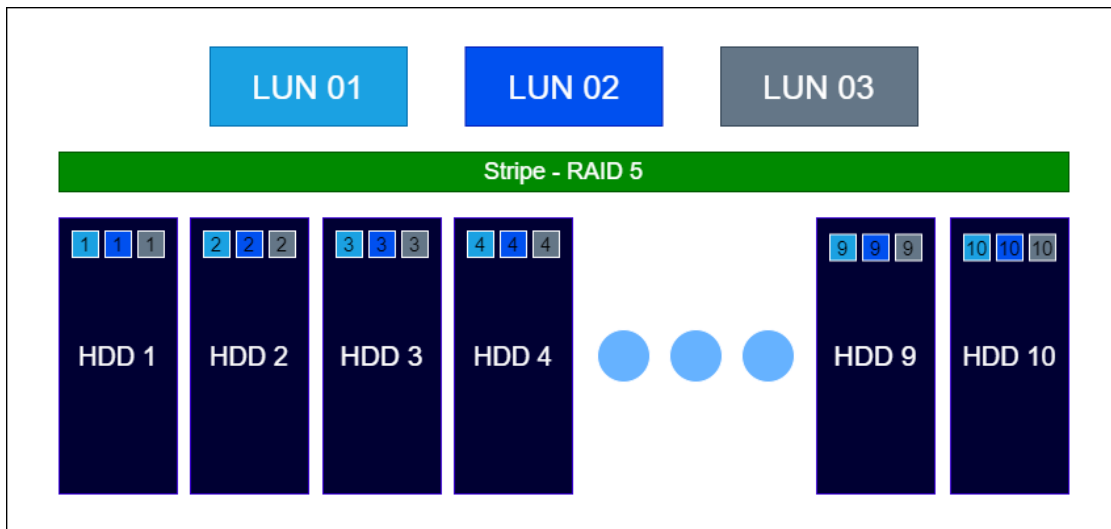 LUN 01 LUN 02 LUN 03
Stripe - RAID 5
1 1 1 2 2 2 3 3 3 4 4 4 9 9 9 10 10 10
HDD 1 HDD 2 HDD 3 HDD 4 HDD 9 HDD 10